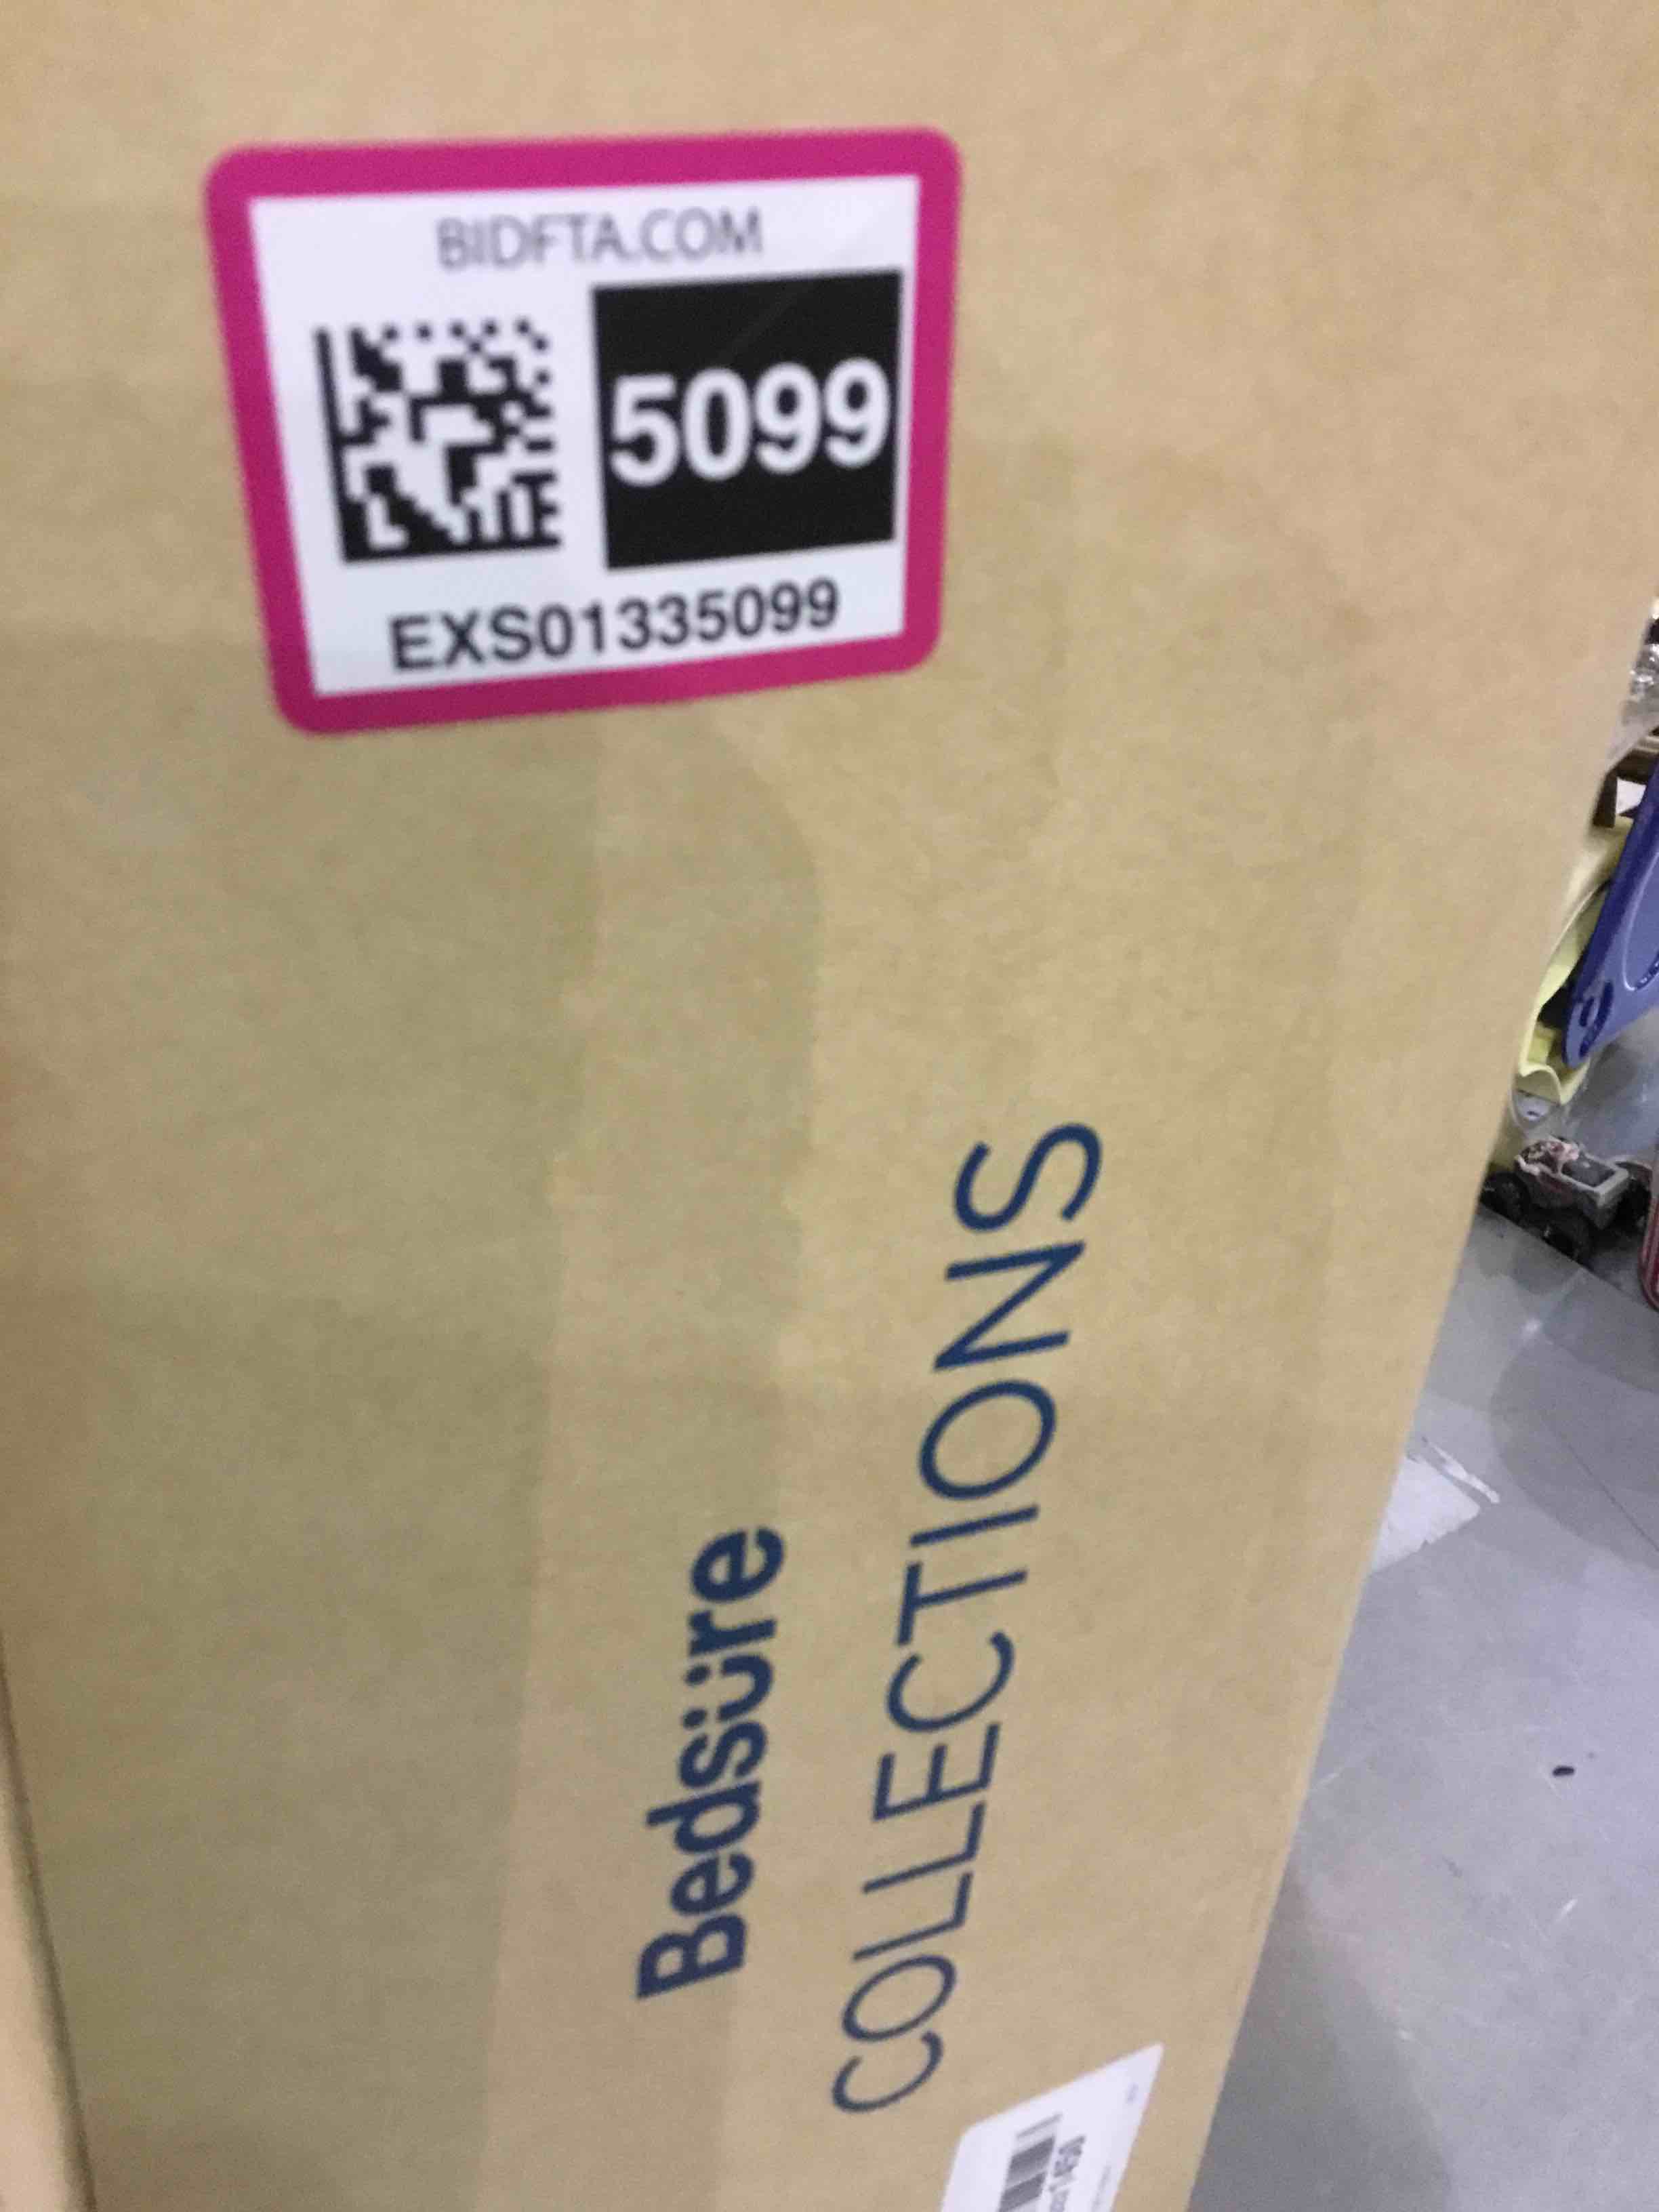 BIDFTA.COM
5099
EXS01335099
Bedsüre
COLLECTIONS